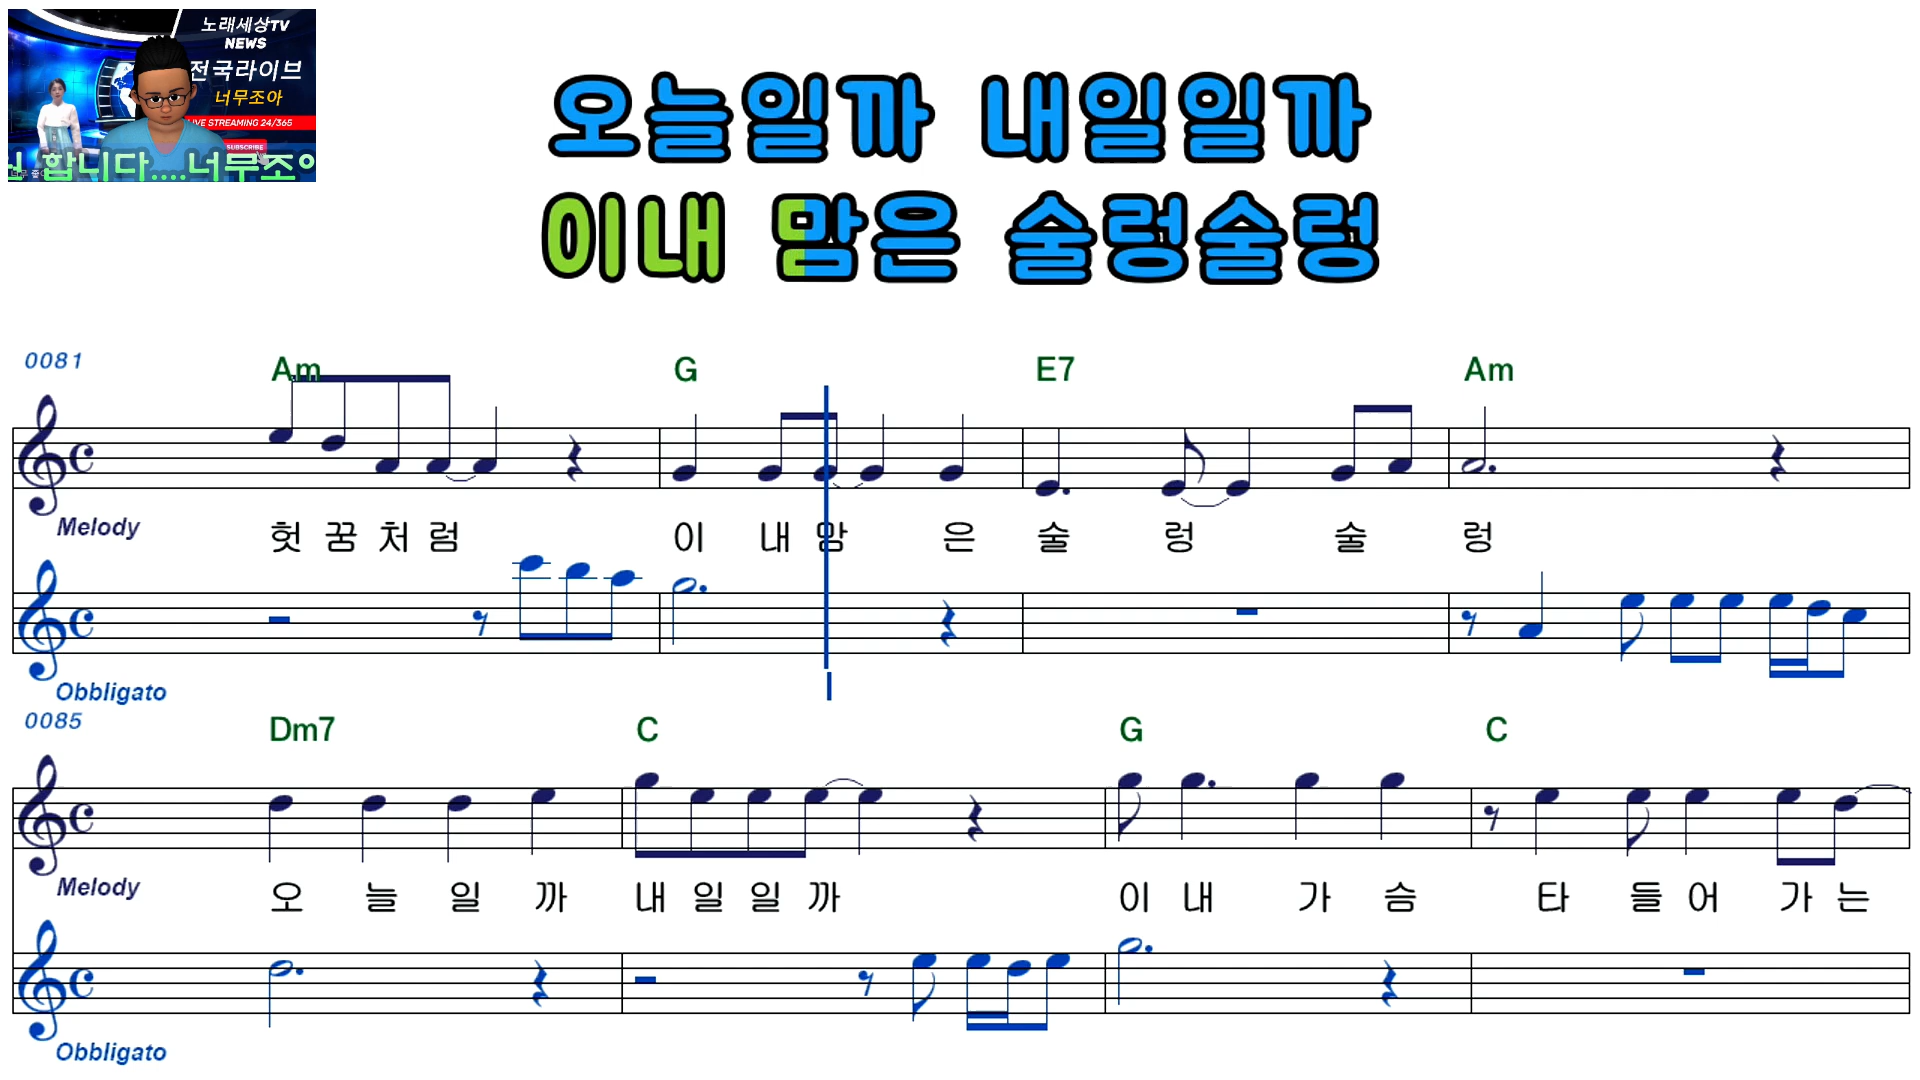 노래세상TV
NEWS
전국라이브
너무조아
LIVE STREAMING 24/365
SUBSCRIBE
합니다....너무조아
오늘일까 내일일까
이내 맘은 술렁술렁
0081
Am G E7 Am
Melody
헛 꿈 처 럼 이 내 맘 은 술 렁 술 렁
Obbligato
0085
Dm7 C G C
Melody
오 늘 일 까 내 일 일 까 이 내 가 슴 타 들 어 가 는
Obbligato